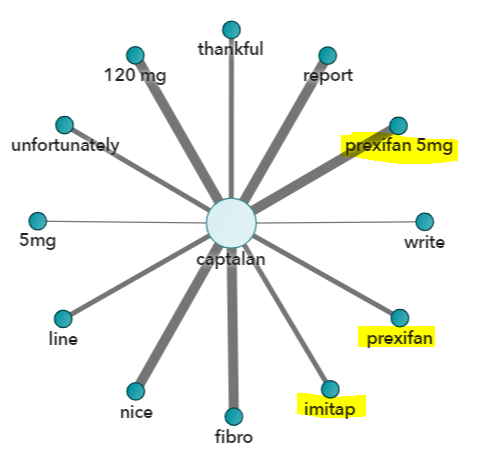 thankful
120 mg
report
unfortunately
prexifan 5mg
5mg
write
captalan
line
prexifan
nice
imitap
fibro